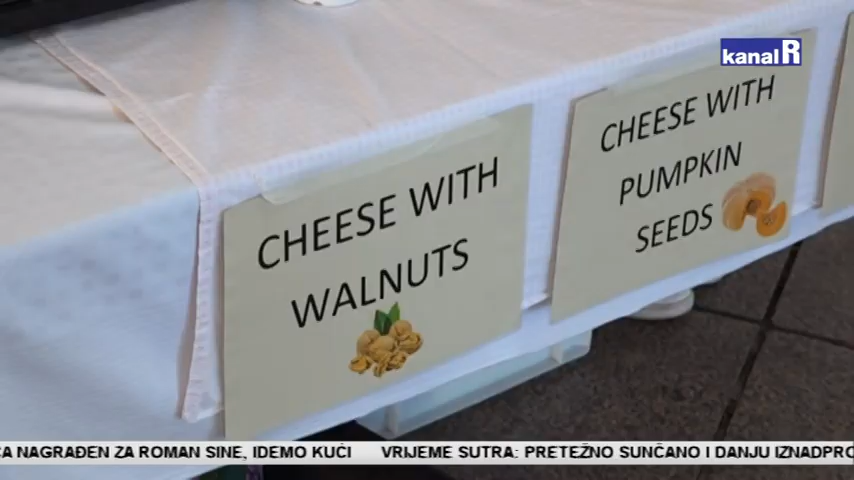 kanal R
CHEESE WITH
WALNUTS
CHEESE WITH
PUMPKIN
SEEDS
NAGRAĐEN ZA ROMAN SINE, IDEMO KUĆI VRIJEME SUTRA: PRETEŽNO SUNČANO I DANJU